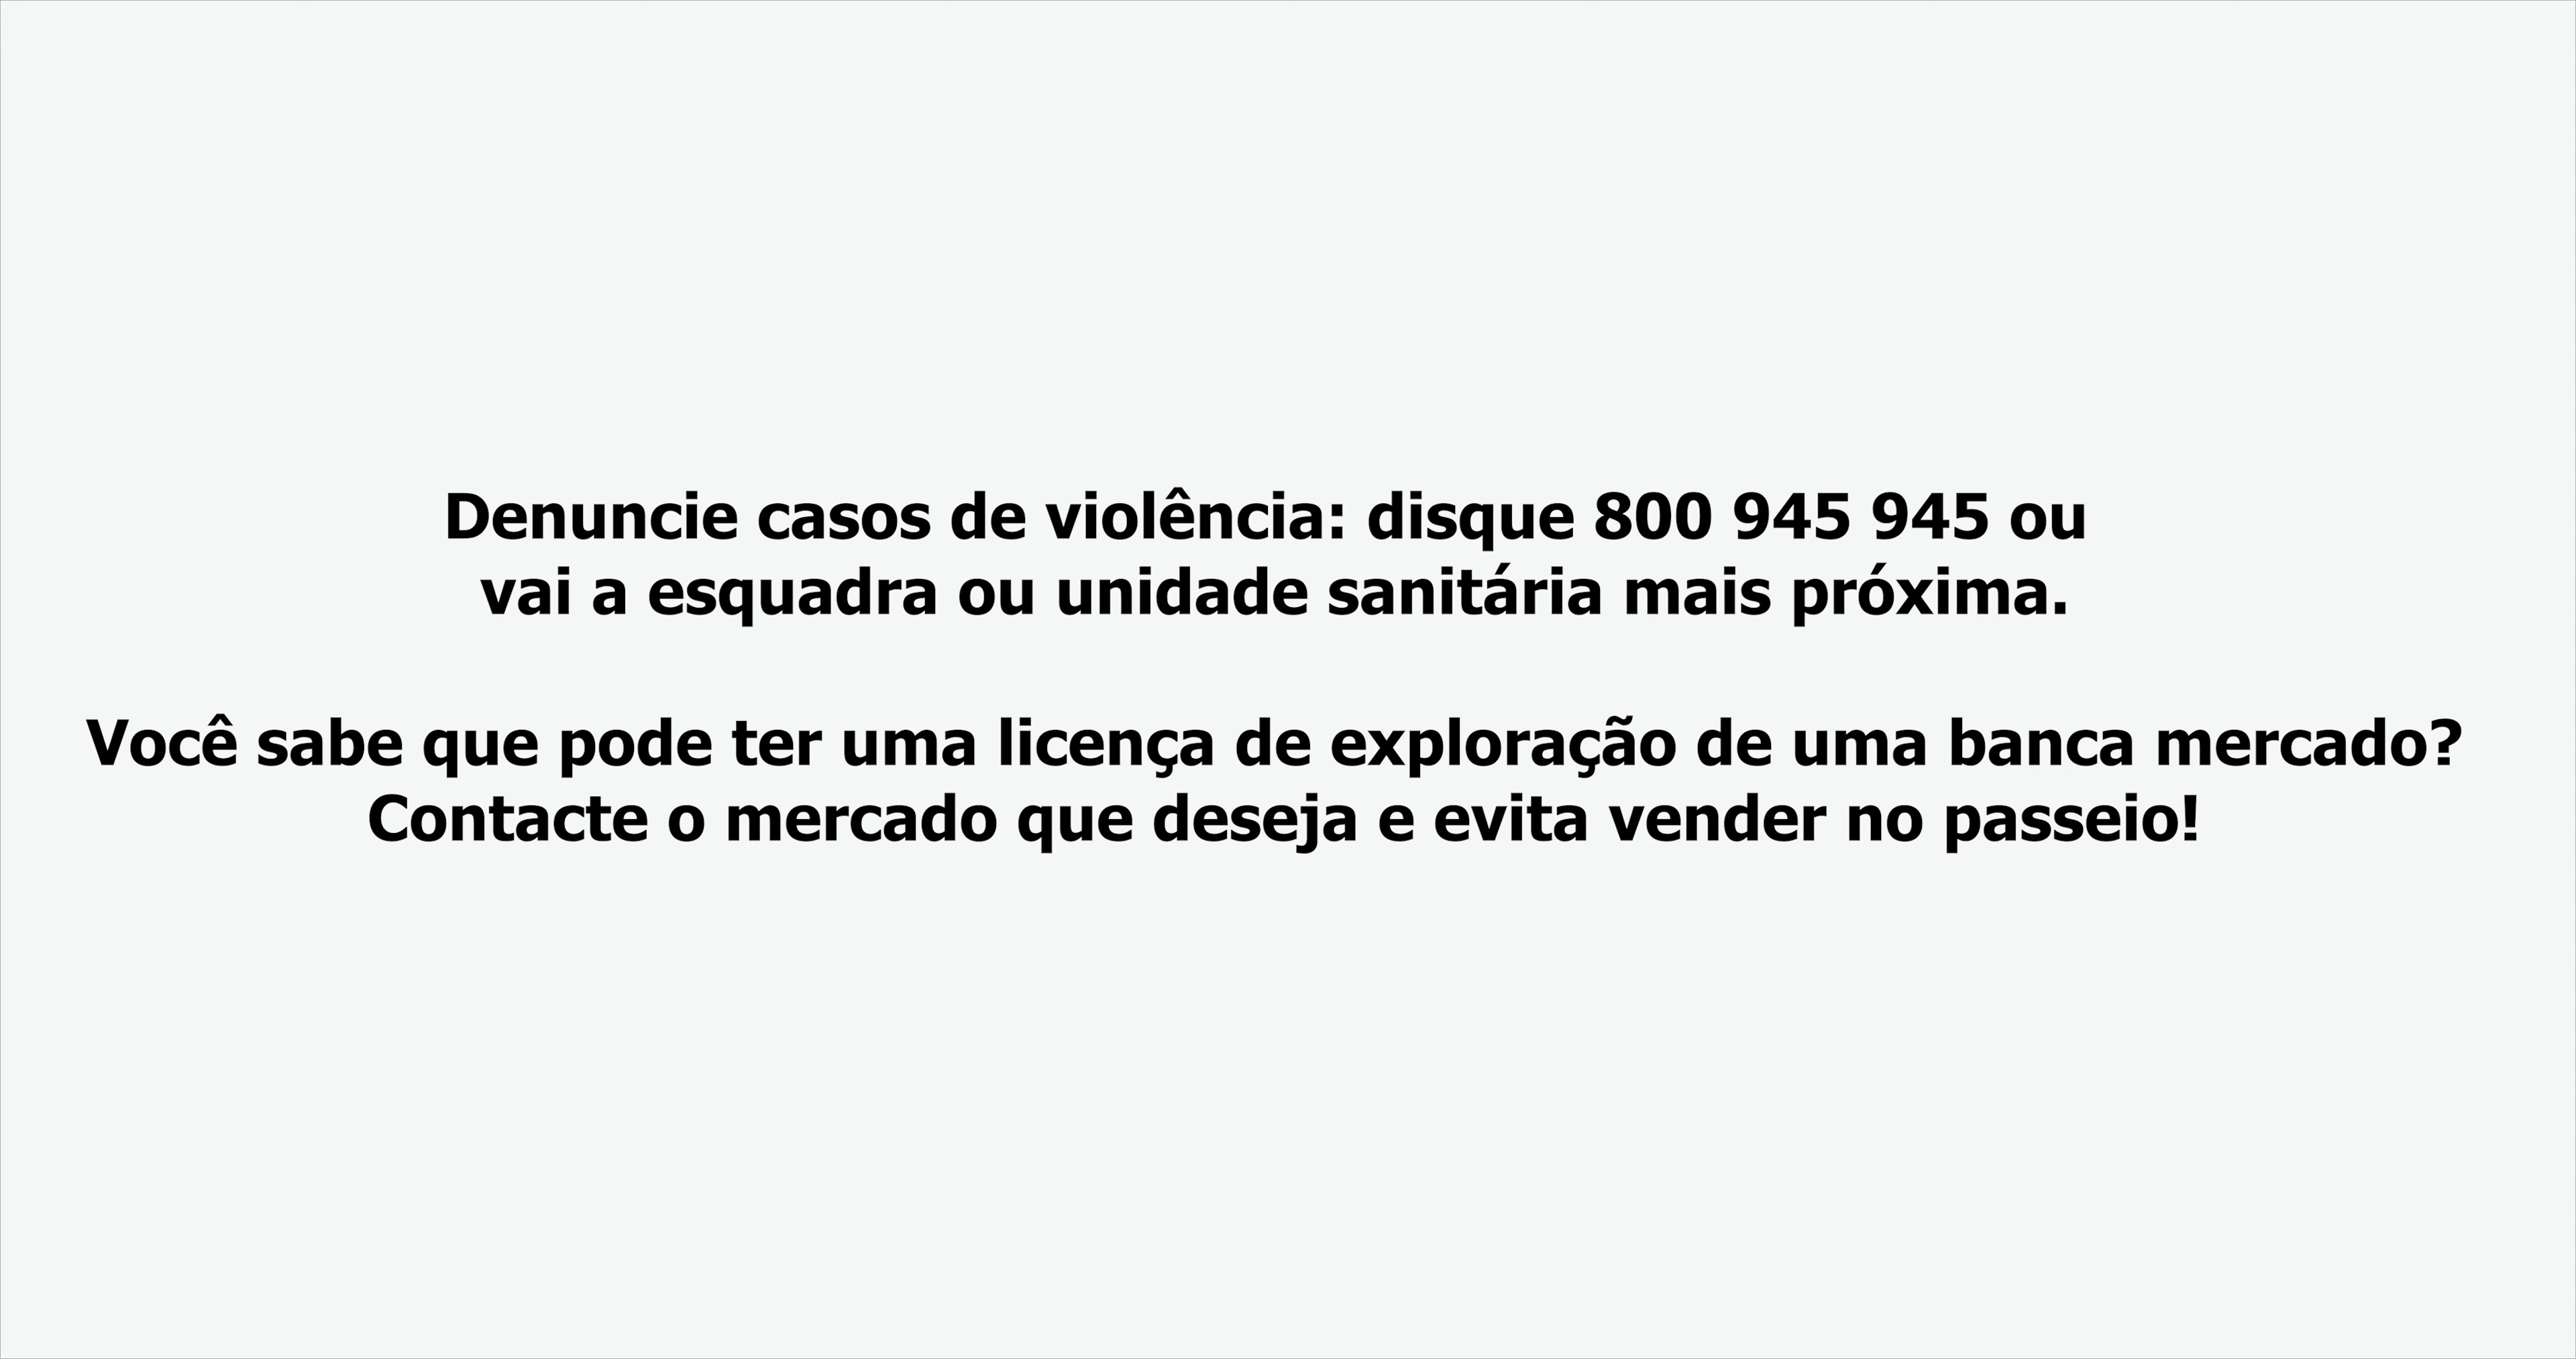 Denuncie casos de violência: disque 800 945 945 ou
vai a esquadra ou unidade sanitária mais próxima.
Você sabe que pode ter uma licença de exploração de uma banca mercado?
Contacte o mercado que deseja e evita vender no passeio!